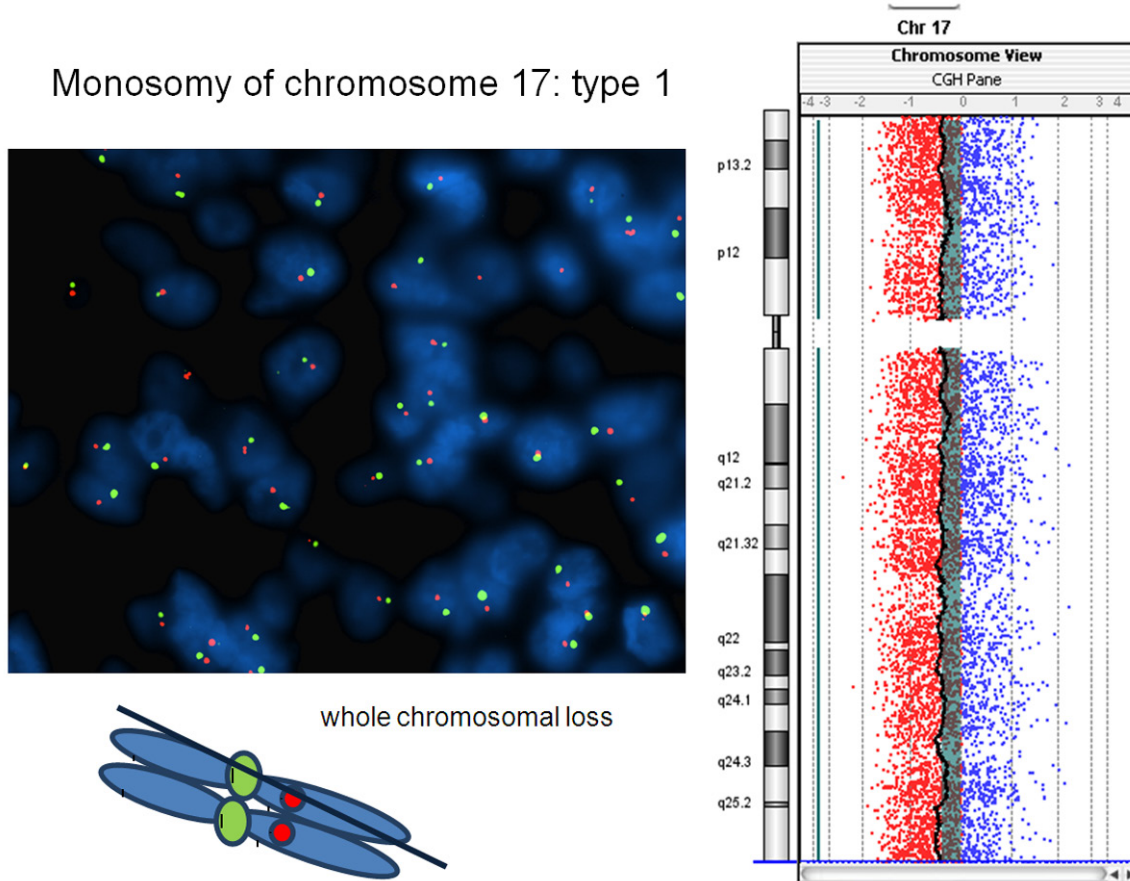 Monosomy of chromosome 17: type 1
whole chromosomal loss
Chr 17
Chromosome View
CGH Pane
-4 -3 -2 -1 0 1 2 3 4
p13.2
p12
q12
q21.2
q21.32
q22
q23.2
q24.1
q24.3
q25.2